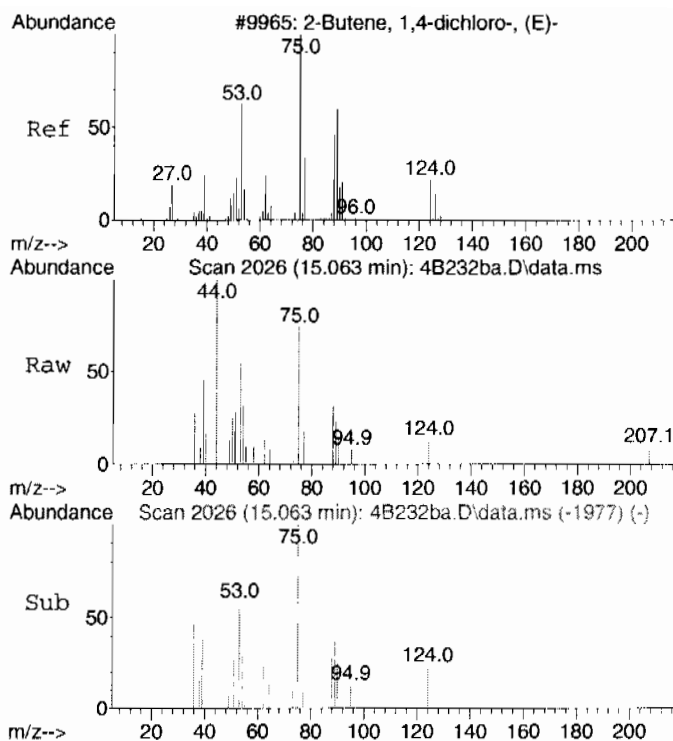 Abundance #9965: 2-Butene, 1,4-dichloro-, (E)-
75.0
53.0
Ref 50
27.0 124.0
96.0
0
m/z--> 20 40 60 80 100 120 140 160 180 200
Abundance Scan 2026 (15.063 min): 4B232ba.D\data.ms
44.0 75.0
Raw 50
94.9 124.0 207.1
0
m/z--> 20 40 60 80 100 120 140 160 180 200
Abundance Scan 2026 (15.063 min): 4B232ba.D\data.ms (-1977) (-)
75.0
53.0
Sub 50
94.9 124.0
0
m/z--> 20 40 60 80 100 120 140 160 180 200